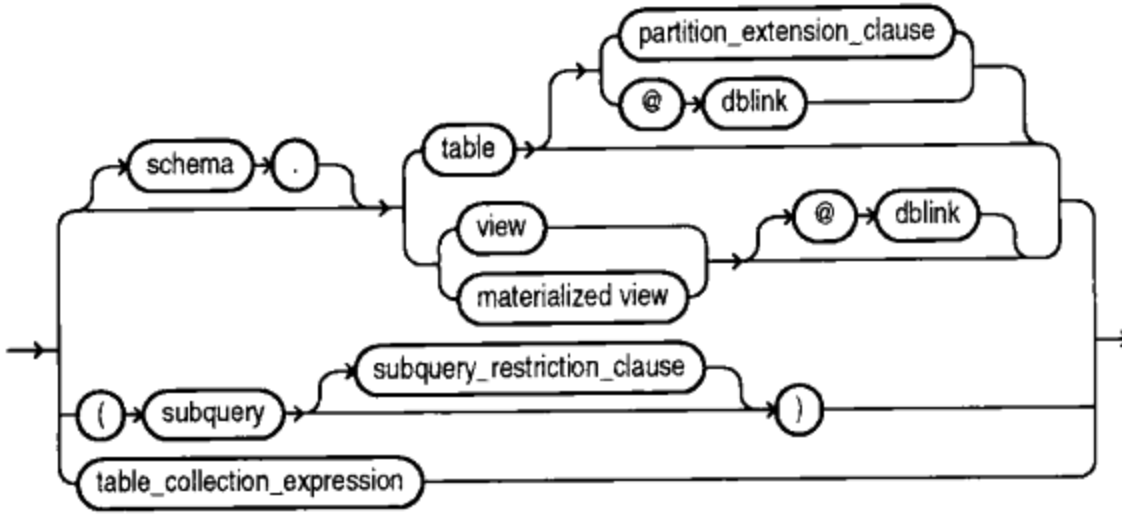 partition_extension_clause
@ dblink
schema . table
view @ dblink
materialized view
subquery_restriction_clause
( subquery )
table_collection_expression